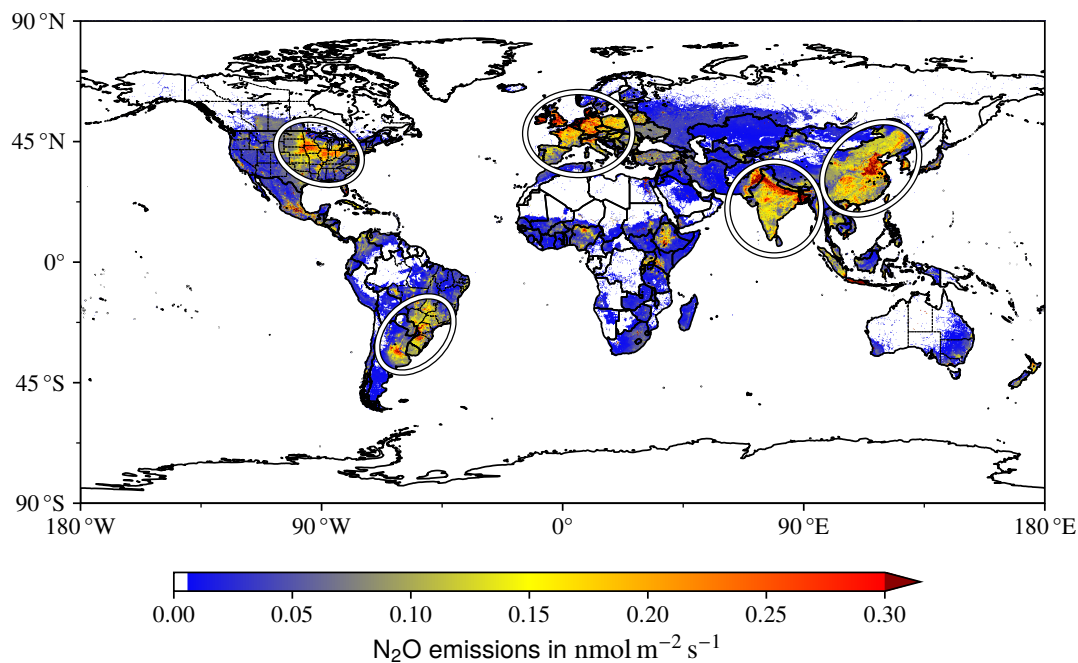 90 °N
45 °N
0°
45 °S
90 °S
180 °W 90 °W 0° 90 °E 180 °E
0.00 0.05 0.10 0.15 0.20 0.25 0.30
N₂O emissions in nmol m⁻² s⁻¹